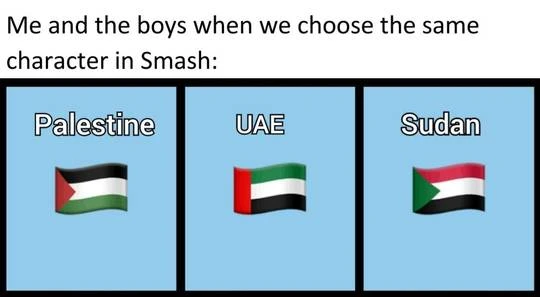 Me and the boys when we choose the same
character in Smash:
Palestine
UAE
Sudan